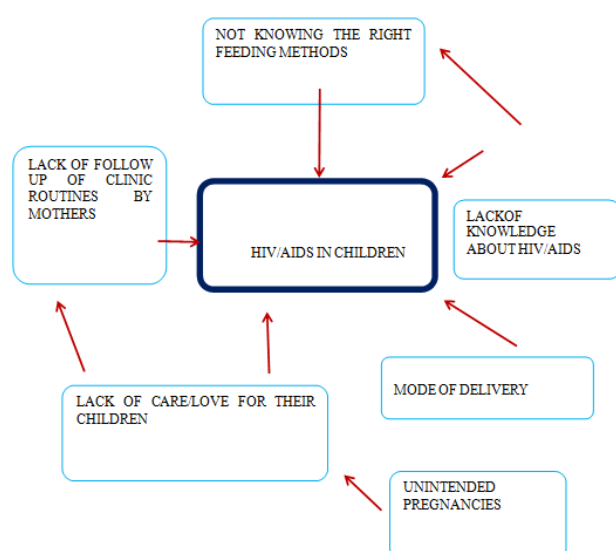 NOT KNOWING THE RIGHT
FEEDING METHODS
LACK OF FOLLOW
UP OF CLINIC
ROUTINES BY
MOTHERS
HIV/AIDS IN CHILDREN
LACKOF
KNOWLEDGE
ABOUT HIV/AIDS
MODE OF DELIVERY
LACK OF CARE/LOVE FOR THEIR
CHILDREN
UNINTENDED
PREGNANCIES